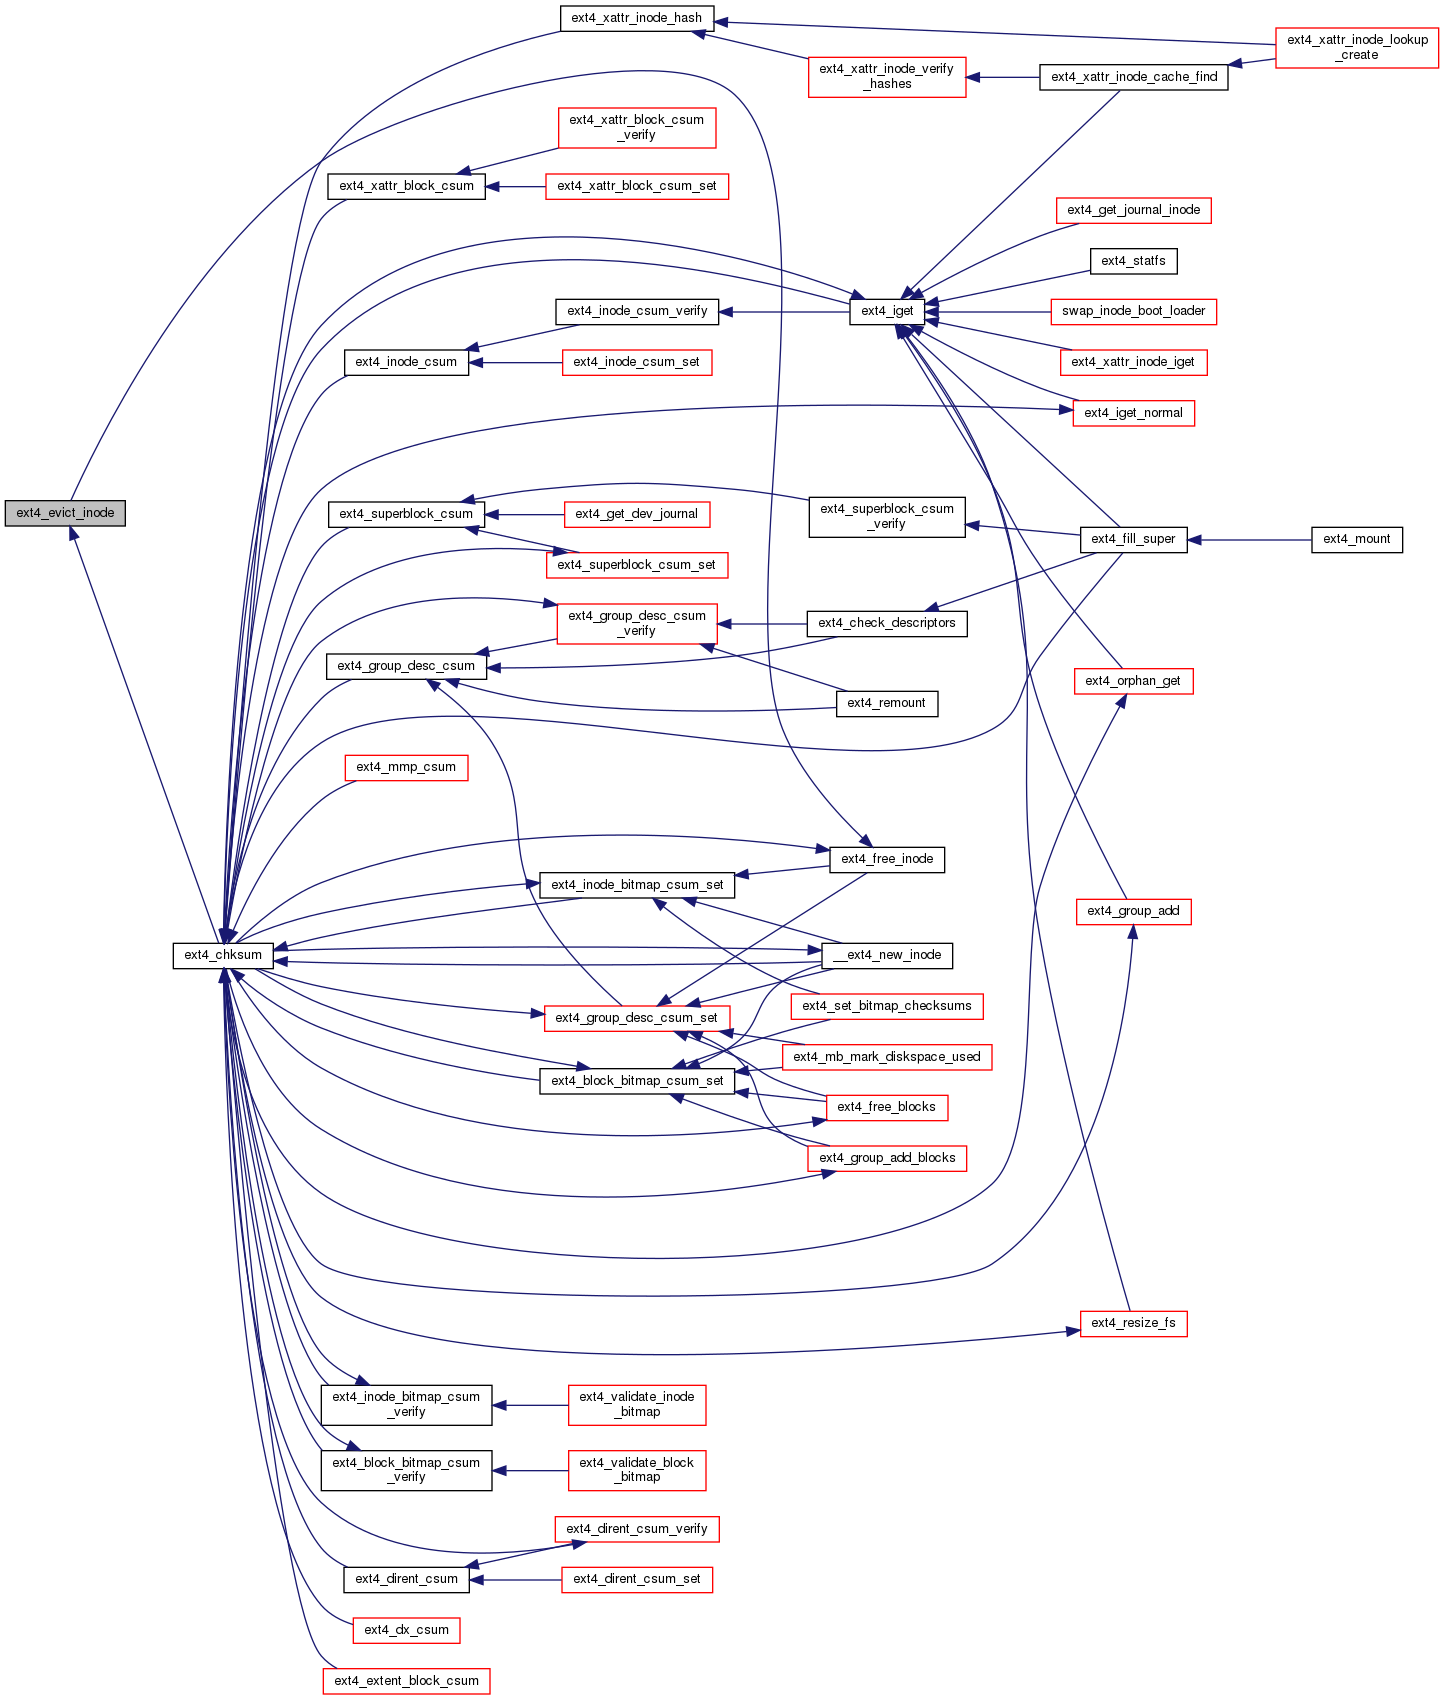 ext4_xattr_inode_hash
ext4_xattr_inode_lookup
_create
ext4_xattr_inode_verify
_hashes
ext4_xattr_inode_cache_find
ext4_xattr_block_csum
_verify
ext4_xattr_block_csum
ext4_xattr_block_csum_set
ext4_get_journal_inode
ext4_statfs
ext4_inode_csum_verify
ext4_iget
swap_inode_boot_loader
ext4_inode_csum
ext4_inode_csum_set
ext4_xattr_inode_iget
ext4_iget_normal
ext4_evict_inode
ext4_superblock_csum
ext4_get_dev_journal
ext4_superblock_csum
_verify
ext4_fill_super
ext4_mount
ext4_superblock_csum_set
ext4_group_desc_csum
_verify
ext4_check_descriptors
ext4_group_desc_csum
ext4_orphan_get
ext4_remount
ext4_mmp_csum
ext4_free_inode
ext4_inode_bitmap_csum_set
ext4_group_add
ext4_chksum
__ext4_new_inode
ext4_set_bitmap_checksums
ext4_group_desc_csum_set
ext4_mb_mark_diskspace_used
ext4_block_bitmap_csum_set
ext4_free_blocks
ext4_group_add_blocks
ext4_resize_fs
ext4_inode_bitmap_csum
_verify
ext4_validate_inode
_bitmap
ext4_block_bitmap_csum
_verify
ext4_validate_block
_bitmap
ext4_dirent_csum_verify
ext4_dirent_csum
ext4_dirent_csum_set
ext4_dx_csum
ext4_extent_block_csum